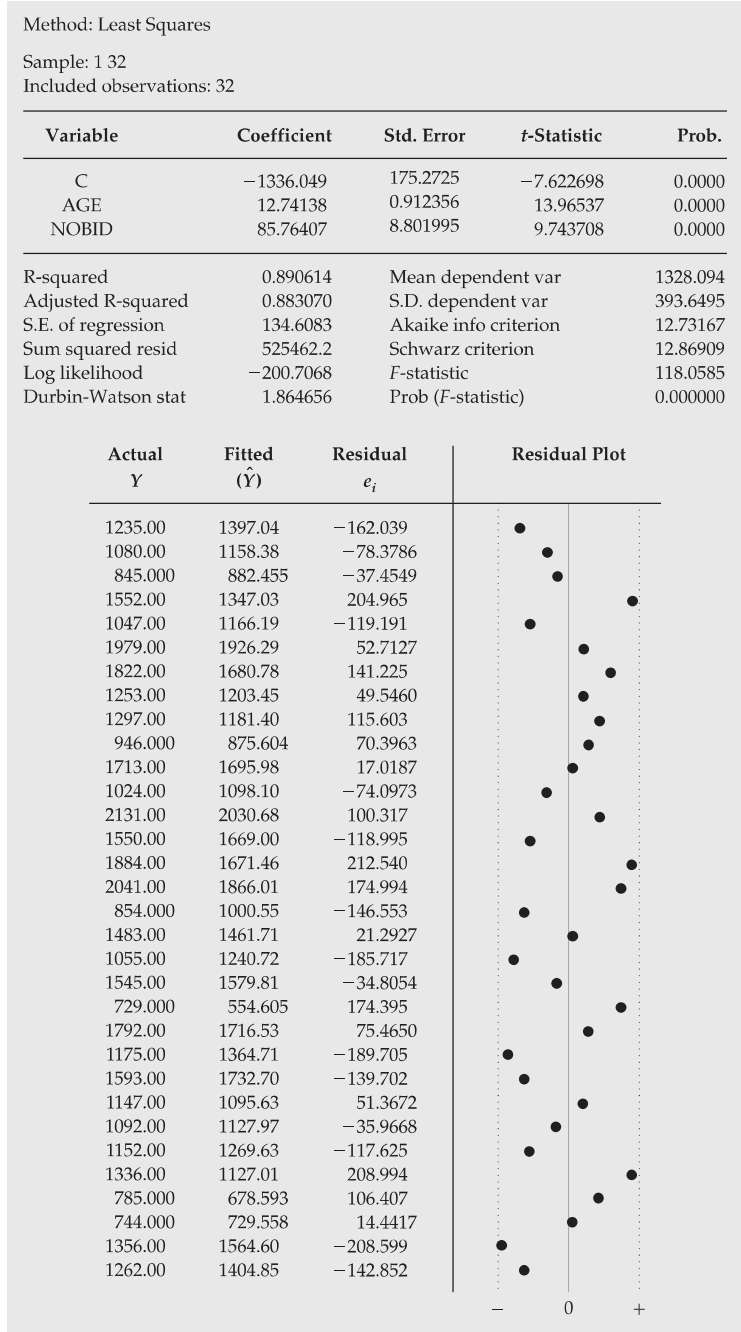 Method: Least Squares
Sample: 1 32
Included observations: 32
Variable Coefficient Std. Error t-Statistic Prob.
C −1336.049 175.2725 −7.622698 0.0000
AGE 12.74138 0.912356 13.96537 0.0000
NOBID 85.76407 8.801995 9.743708 0.0000
R-squared 0.890614 Mean dependent var 1328.094
Adjusted R-squared 0.883070 S.D. dependent var 393.6495
S.E. of regression 134.6083 Akaike info criterion 12.73167
Sum squared resid 525462.2 Schwarz criterion 12.86909
Log likelihood −200.7068 F-statistic 118.0585
Durbin-Watson stat 1.864656 Prob (F-statistic) 0.000000
Actual Fitted Residual Residual Plot
Y (Ŷ) ei
1235.00 1397.04 −162.039
1080.00 1158.38 −78.3786
845.000 882.455 −37.4549
1552.00 1347.03 204.965
1047.00 1166.19 −119.191
1979.00 1926.29 52.7127
1822.00 1680.78 141.225
1253.00 1203.45 49.5460
1297.00 1181.40 115.603
946.000 875.604 70.3963
1713.00 1695.98 17.0187
1024.00 1098.10 −74.0973
2131.00 2030.68 100.317
1550.00 1669.00 −118.995
1884.00 1671.46 212.540
2041.00 1866.01 174.994
854.000 1000.55 −146.553
1483.00 1461.71 21.2927
1055.00 1240.72 −185.717
1545.00 1579.81 −34.8054
729.000 554.605 174.395
1792.00 1716.53 75.4650
1175.00 1364.71 −189.705
1593.00 1732.70 −139.702
1147.00 1095.63 51.3672
1092.00 1127.97 −35.9668
1152.00 1269.63 −117.625
1336.00 1127.01 208.994
785.000 678.593 106.407
744.000 729.558 14.4417
1356.00 1564.60 −208.599
1262.00 1404.85 −142.852
− 0 +